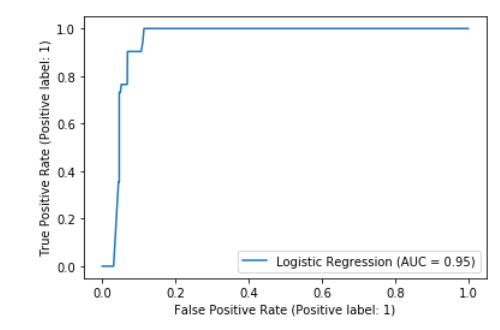 1.0
0.8
0.6
0.4
0.2
0.0
True Positive Rate (Positive label: 1)
Logistic Regression (AUC = 0.95)
0.0 0.2 0.4 0.6 0.8 1.0
False Positive Rate (Positive label: 1)